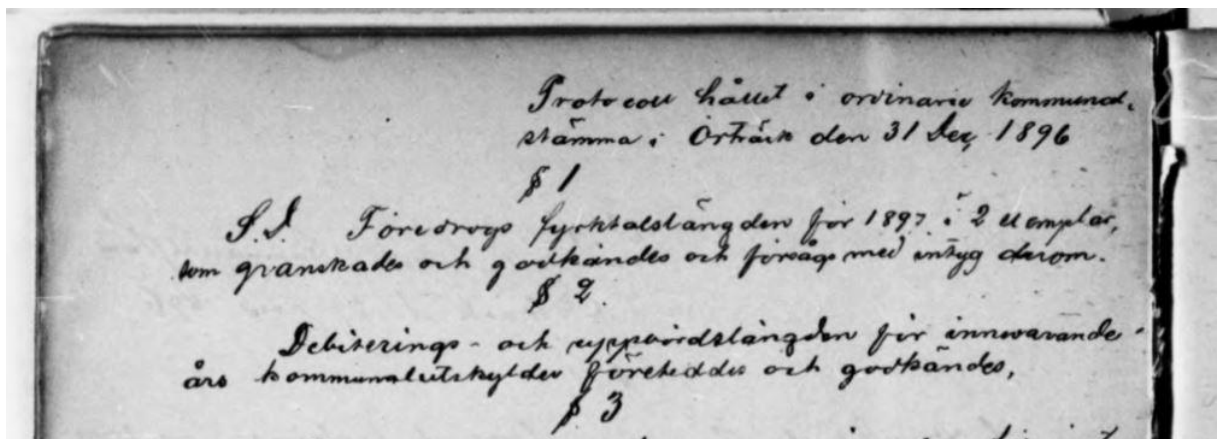 Protocoll hållet i ordinarie kommunal-
stämma i Örträsk den 31 Dec, 1896
§ 1
S. D. Föredrogs fyrktalslängden för 1897 i 2 exemplar,
som granskades och godkändes och försågs med intyg derom.
§ 2.
Debiterings- och uppbördslängden för innevarande
års kommunalutskylder företeddes och godkändes,
§ 3